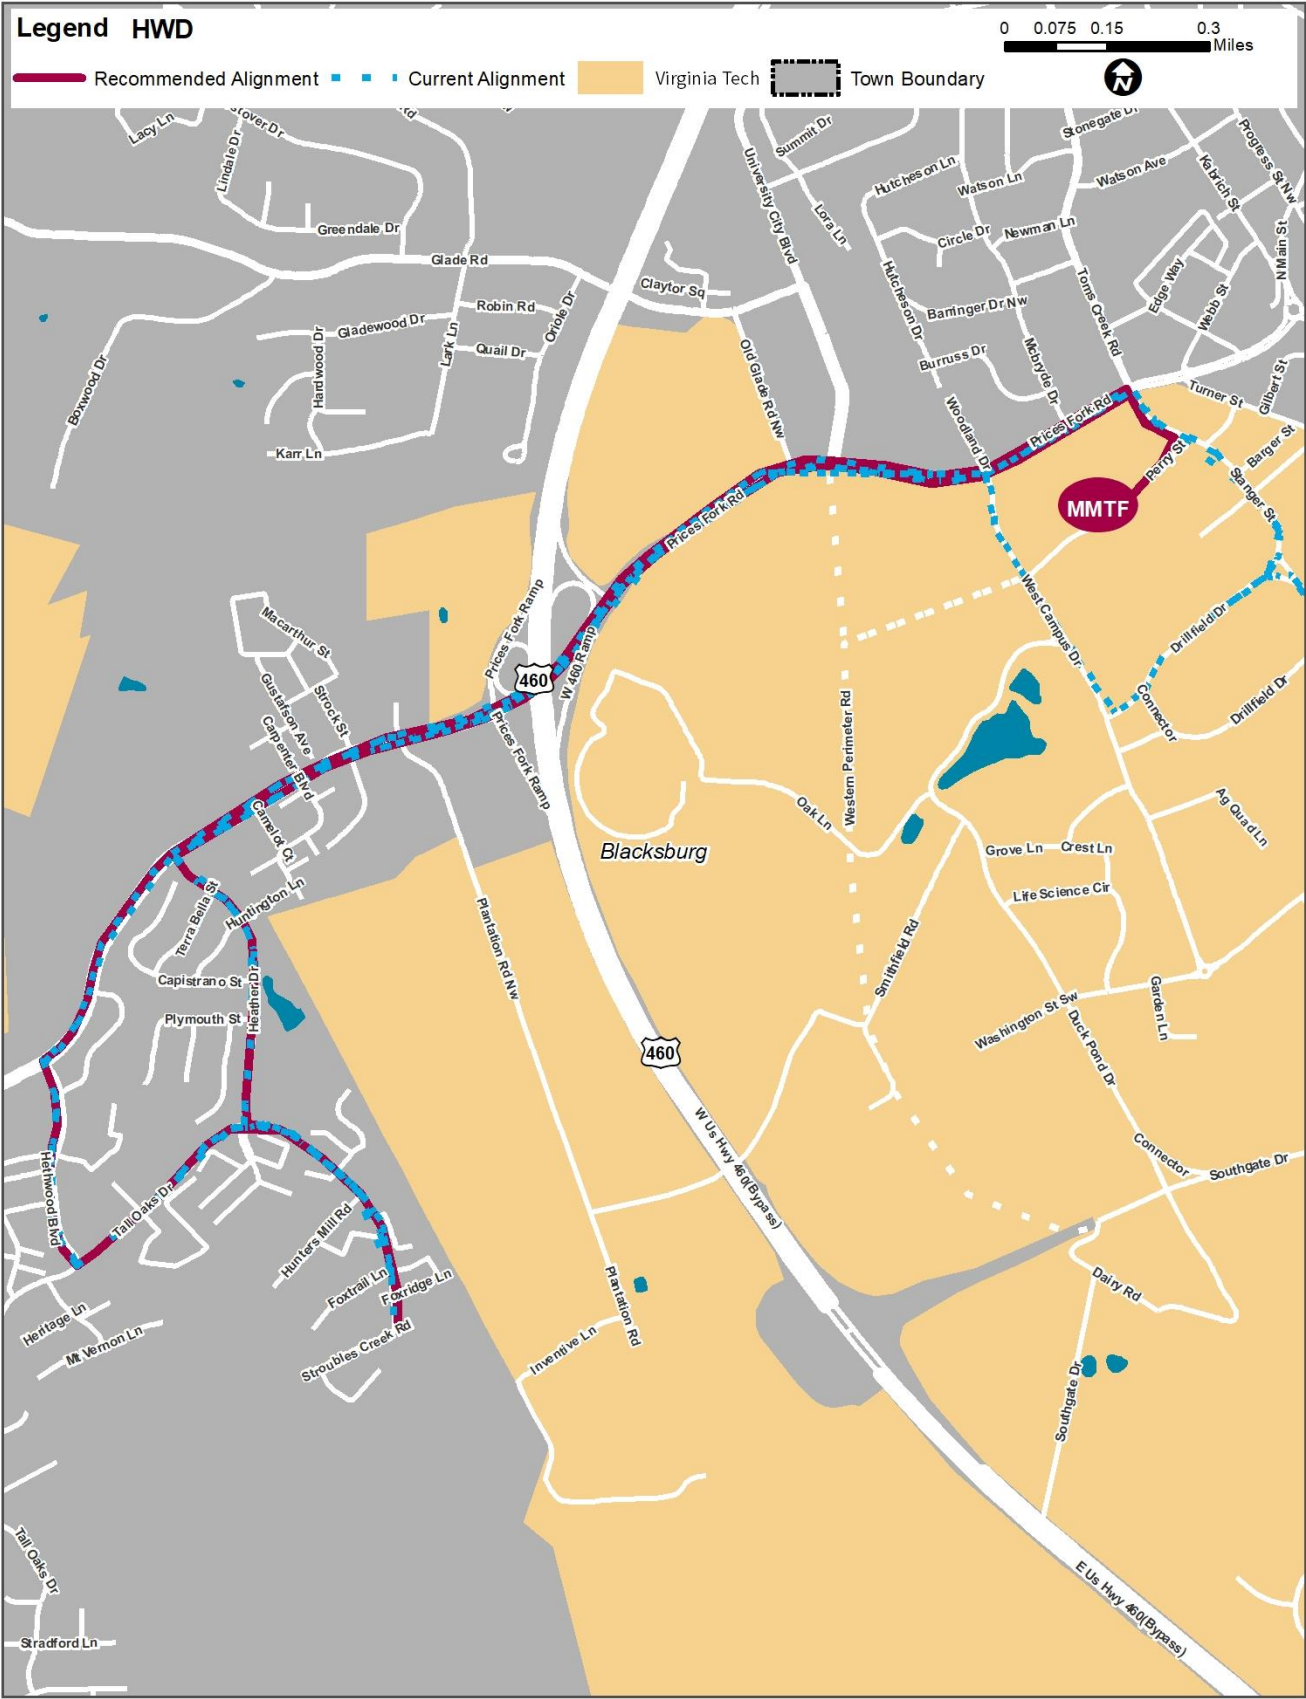 Legend HWD
0 0.075 0.15 0.3
Miles
Recommended Alignment
Current Alignment
Virginia Tech
Town Boundary
N
Lacy Ln
stover Dr
Rd
Lindale Dr
Greendale Dr
Glade Rd
Robin Rd
Gladewood Dr
Quail Dr
Oriole Dr
Lark Ln
Hardwood Dr
Boxwood Dr
Karr Ln
Claytor Sq
University City Blvd
Summit Dr
Lora Ln
Hutcheson Ln
Watson Ln
Stonegate Dr
Watson Ave
Kabrich St
Progress St Nw
N Main St
Circle Dr
Newman Ln
Hutcheson Dr
Barringer Dr Nw
Burruss Dr
Mcbryde Dr
Toms Creek Rd
Edge Way
Webb St
Old Glade Rd Nw
Woodland Dr
Prices Fork Rd
Turner St
Gilbert St
Barger St
Perry St
Stanger St
MMTF
Prices Fork Rd
West Campus Dr
Drillfield Dr
Connector
Drillfield Dr
Prices Fork Ramp
W 460 Ramp
460
Prices Fork Ramp
Macarthur St
Gustafson Ave
Strock St
Carpenter Blvd
Camelot Ct
Western Perimeter Rd
Oak Ln
Blacksburg
Ag Quad Ln
Grove Ln
Crest Ln
Life Science Cir
Terra Bella St
Huntington Ln
Capistrano St
Heather Dr
Plymouth St
Plantation Rd Nw
Smithfield Rd
Washington St Sw
Garden Ln
Duck Pond Dr
460
W Us Hwy 460(Bypass)
Connector
Southgate Dr
Hethwood Blvd
Tall Oaks Dr
Hunters Mill Rd
Foxtrail Ln
Foxridge Ln
Stroubles Creek Rd
Heritage Ln
Mt Vernon Ln
Plantation Rd
Inventive Ln
Dairy Rd
Southgate Dr
E Us Hwy 460(Bypass)
Tall Oaks Dr
Stradford Ln